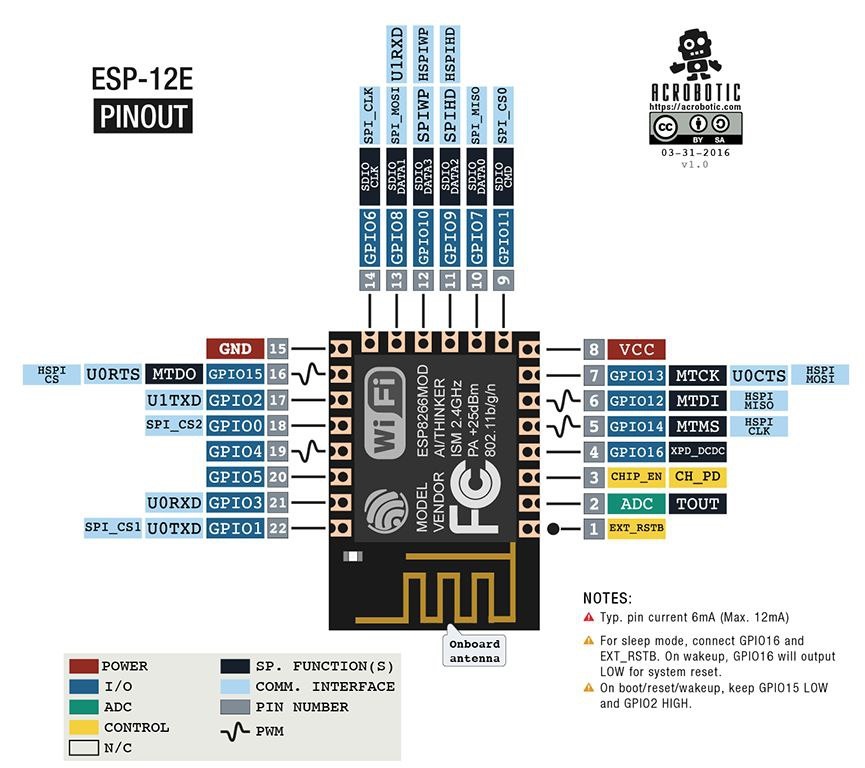 ESP-12E
PINOUT
ACROBOTIC
https://acrobotic.com
cc BY SA
03-31-2016
v1.0
SPI_CLK SDIO CLK GPIO6 14
U1RXD SPI_MOSI SDIO DATA1 GPIO8 13
HSPIWP SPIWP SDIO DATA3 GPIO10 12
HSPIHD SPIHD SDIO DATA2 GPIO9 11
SPI_MISO SDIO DATA0 GPIO7 10
SPI_CS0 SDIO CMD GPIO11 9
GND 15
HSPI CS U0RTS MTDO GPIO15 16
U1TXD GPIO2 17
SPI_CS2 GPIO0 18
GPIO4 19
GPIO5 20
U0RXD GPIO3 21
SPI_CS1 U0TXD GPIO1 22
8 VCC
7 GPIO13 MTCK U0CTS HSPI MOSI
6 GPIO12 MTDI HSPI MISO
5 GPIO14 MTMS HSPI CLK
4 GPIO16 XPD_DCDC
3 CHIP_EN CH_PD
2 ADC TOUT
1 EXT_RSTB
WiFi
MODEL ESP8266MOD
VENDOR AI/THINKER
ISM 2.4GHz
PA +25dBm
802.11b/g/n
FC
Onboard
antenna
NOTES:
Typ. pin current 6mA (Max. 12mA)
For sleep mode, connect GPIO16 and
EXT_RSTB. On wakeup, GPIO16 will output
LOW for system reset.
On boot/reset/wakeup, keep GPIO15 LOW
and GPIO2 HIGH.
POWER
I/O
ADC
CONTROL
N/C
SP. FUNCTION(S)
COMM. INTERFACE
PIN NUMBER
PWM